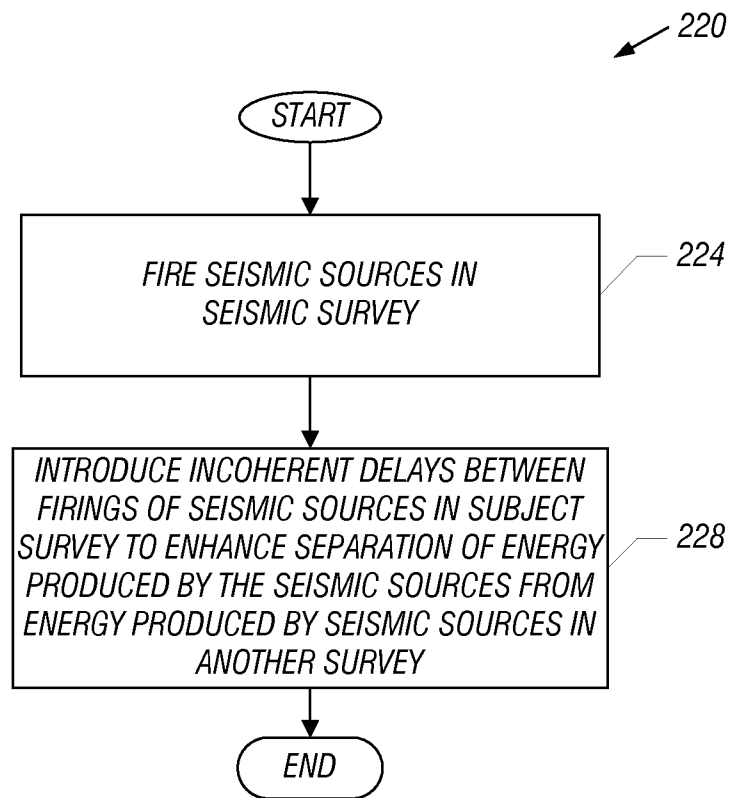 220
START
FIRE SEISMIC SOURCES IN
SEISMIC SURVEY
224
INTRODUCE INCOHERENT DELAYS BETWEEN
FIRINGS OF SEISMIC SOURCES IN SUBJECT
SURVEY TO ENHANCE SEPARATION OF ENERGY
PRODUCED BY THE SEISMIC SOURCES FROM
ENERGY PRODUCED BY SEISMIC SOURCES IN
ANOTHER SURVEY
228
END